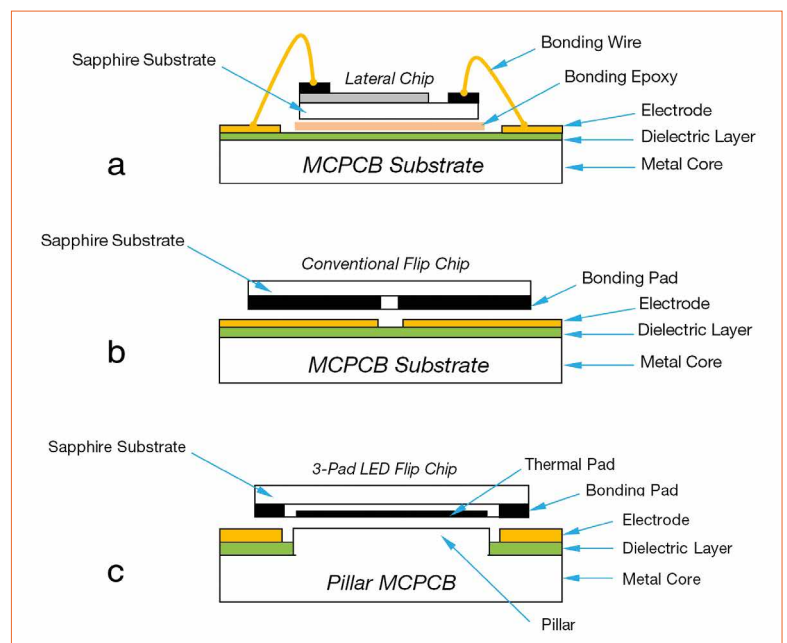 Bonding Wire
Sapphire Substrate
Lateral Chip
Bonding Epoxy
Electrode
Dielectric Layer
a
MCPCB Substrate
Metal Core
Sapphire Substrate
Conventional Flip Chip
Bonding Pad
Electrode
Dielectric Layer
b
MCPCB Substrate
Metal Core
Sapphire Substrate
3-Pad LED Flip Chip
Thermal Pad
Bonding Pad
Electrode
Dielectric Layer
c
Pillar MCPCB
Metal Core
Pillar